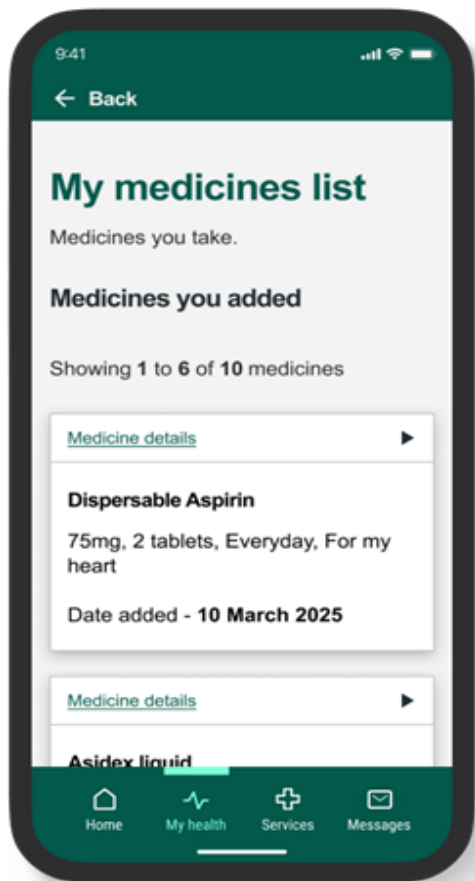 9:41
Back
My medicines list
Medicines you take.
Medicines you added
Showing 1 to 6 of 10 medicines
Medicine details
Dispersable Aspirin
75mg, 2 tablets, Everyday, For my
heart
Date added - 10 March 2025
Medicine details
Asidex liquid
Home My health Services Messages